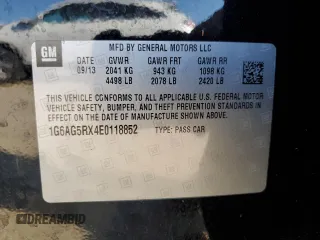 GM
MFD BY GENERAL MOTORS LLC
DATE GVWR GAWR FRT GAWR RR
09/13 2041 KG 943 KG 1098 KG
4498 LB 2078 LB 2420 LB
THIS VEHICLE CONFORMS TO ALL APPLICABLE U.S. FEDERAL MOTOR
VEHICLE SAFETY, BUMPER, AND THEFT PREVENTION STANDARDS
IN EFFECT ON THE DATE OF MANUFACTURE SHOWN ABOVE.
1G6AG5RX4E0118852 TYPE: PASS CAR
DREAMBID